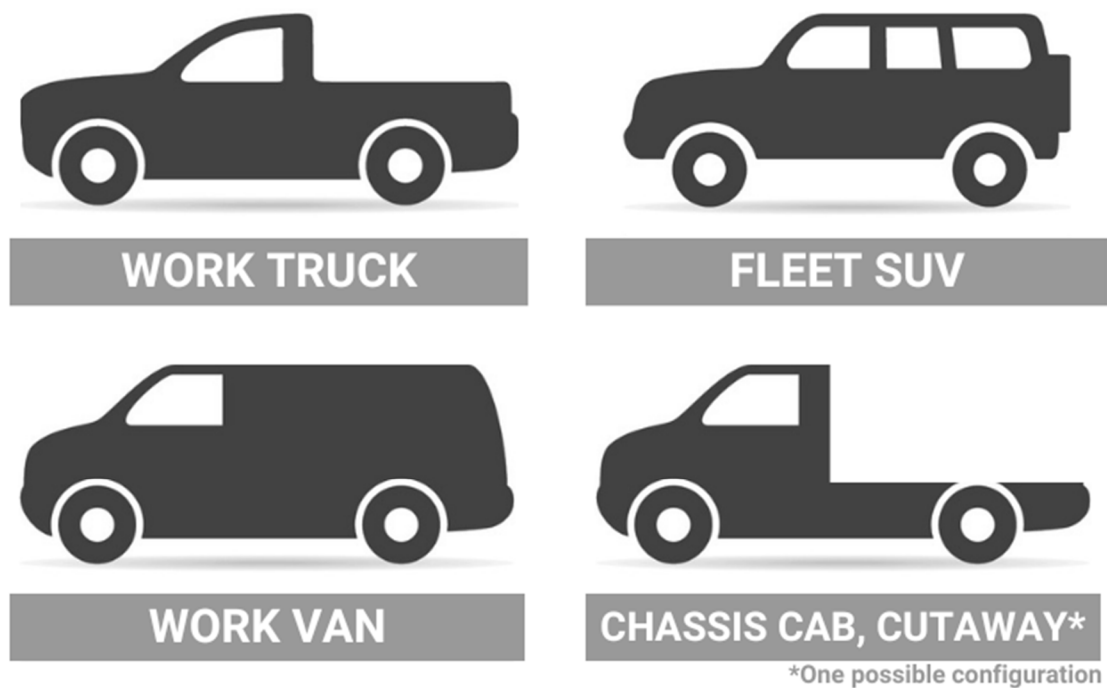 WORK TRUCK
FLEET SUV
WORK VAN
CHASSIS CAB, CUTAWAY*
*One possible configuration